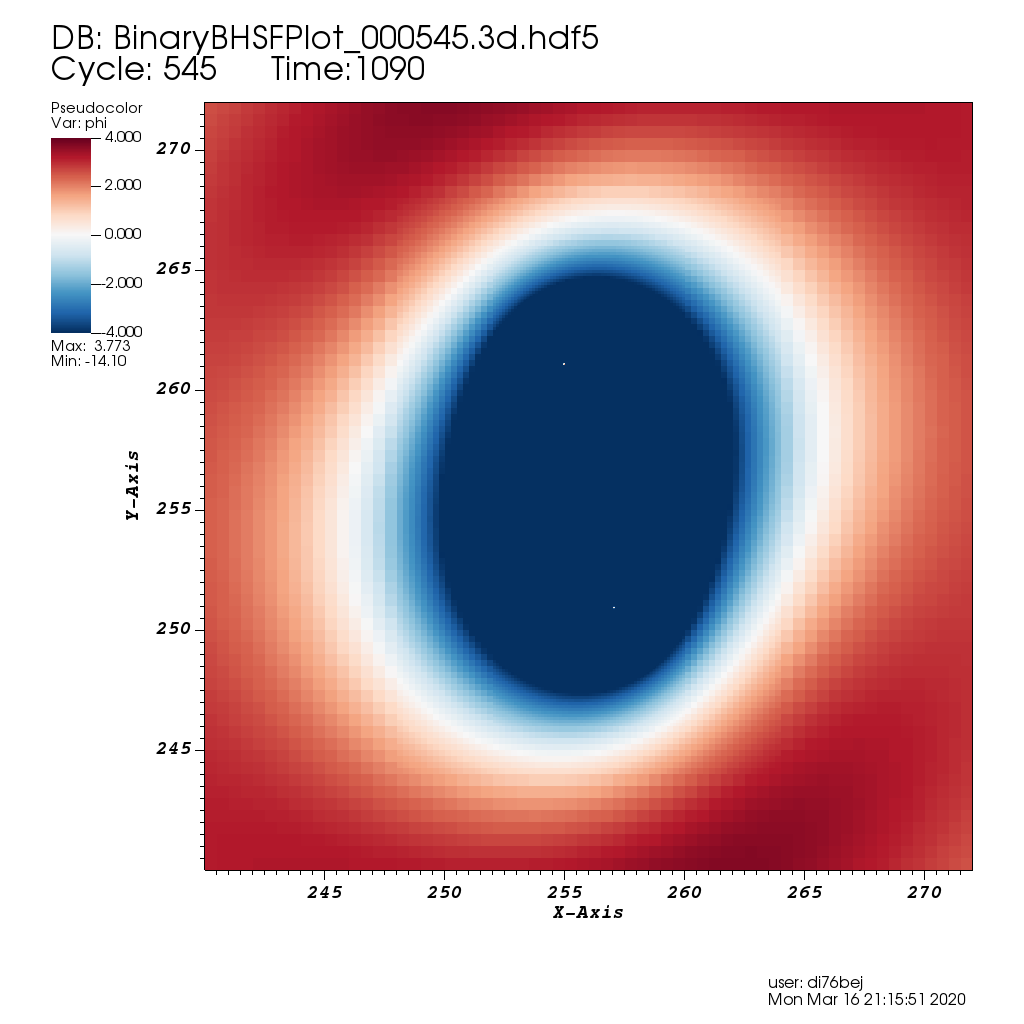 DB: BinaryBHSFPlot_000545.3d.hdf5
Cycle: 545 Time:1090
Pseudocolor
Var: phi
4.000
2.000
0.000
-2.000
-4.000
Max: 3.773
Min: -14.10
270
265
260
255
250
245
Y-Axis
245 250 255 260 265 270
X-Axis
user: di76bej
Mon Mar 16 21:15:51 2020